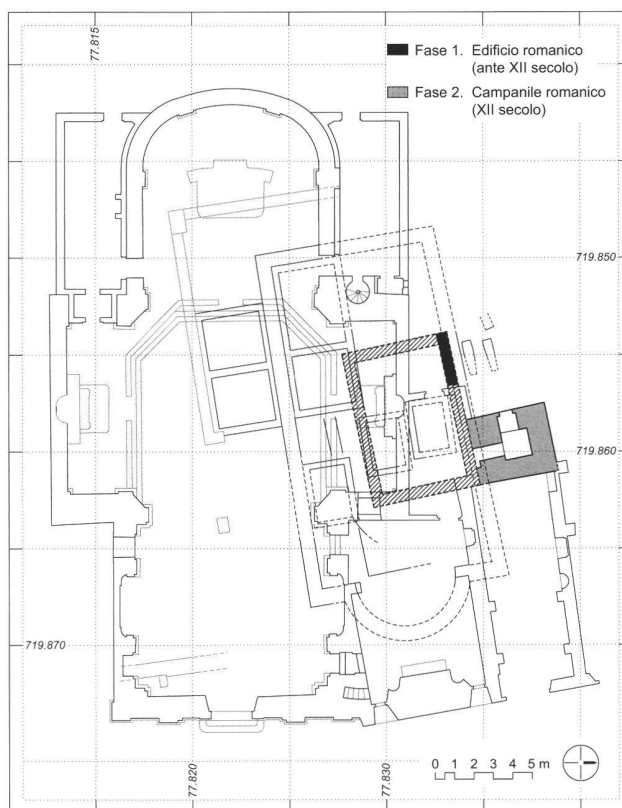 77.815
Fase 1. Edificio romanico
(ante XII secolo)
Fase 2. Campanile romanico
(XII secolo)
719.850
719.860
719.870
77.820
77.830
0 1 2 3 4 5 m